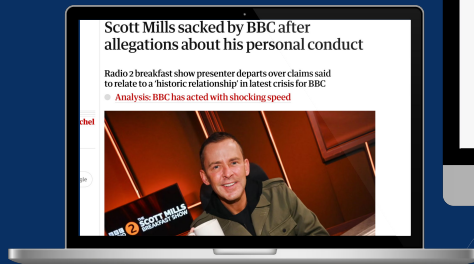 Scott Mills sacked by BBC after
allegations about his personal conduct
Radio 2 breakfast show presenter departs over claims said
to relate to a 'historic relationship' in latest crisis for BBC
Analysis: BBC has acted with shocking speed
chel
gle
BBC
2
THE
SCOTT MILLS
BREAKFAST SHOW